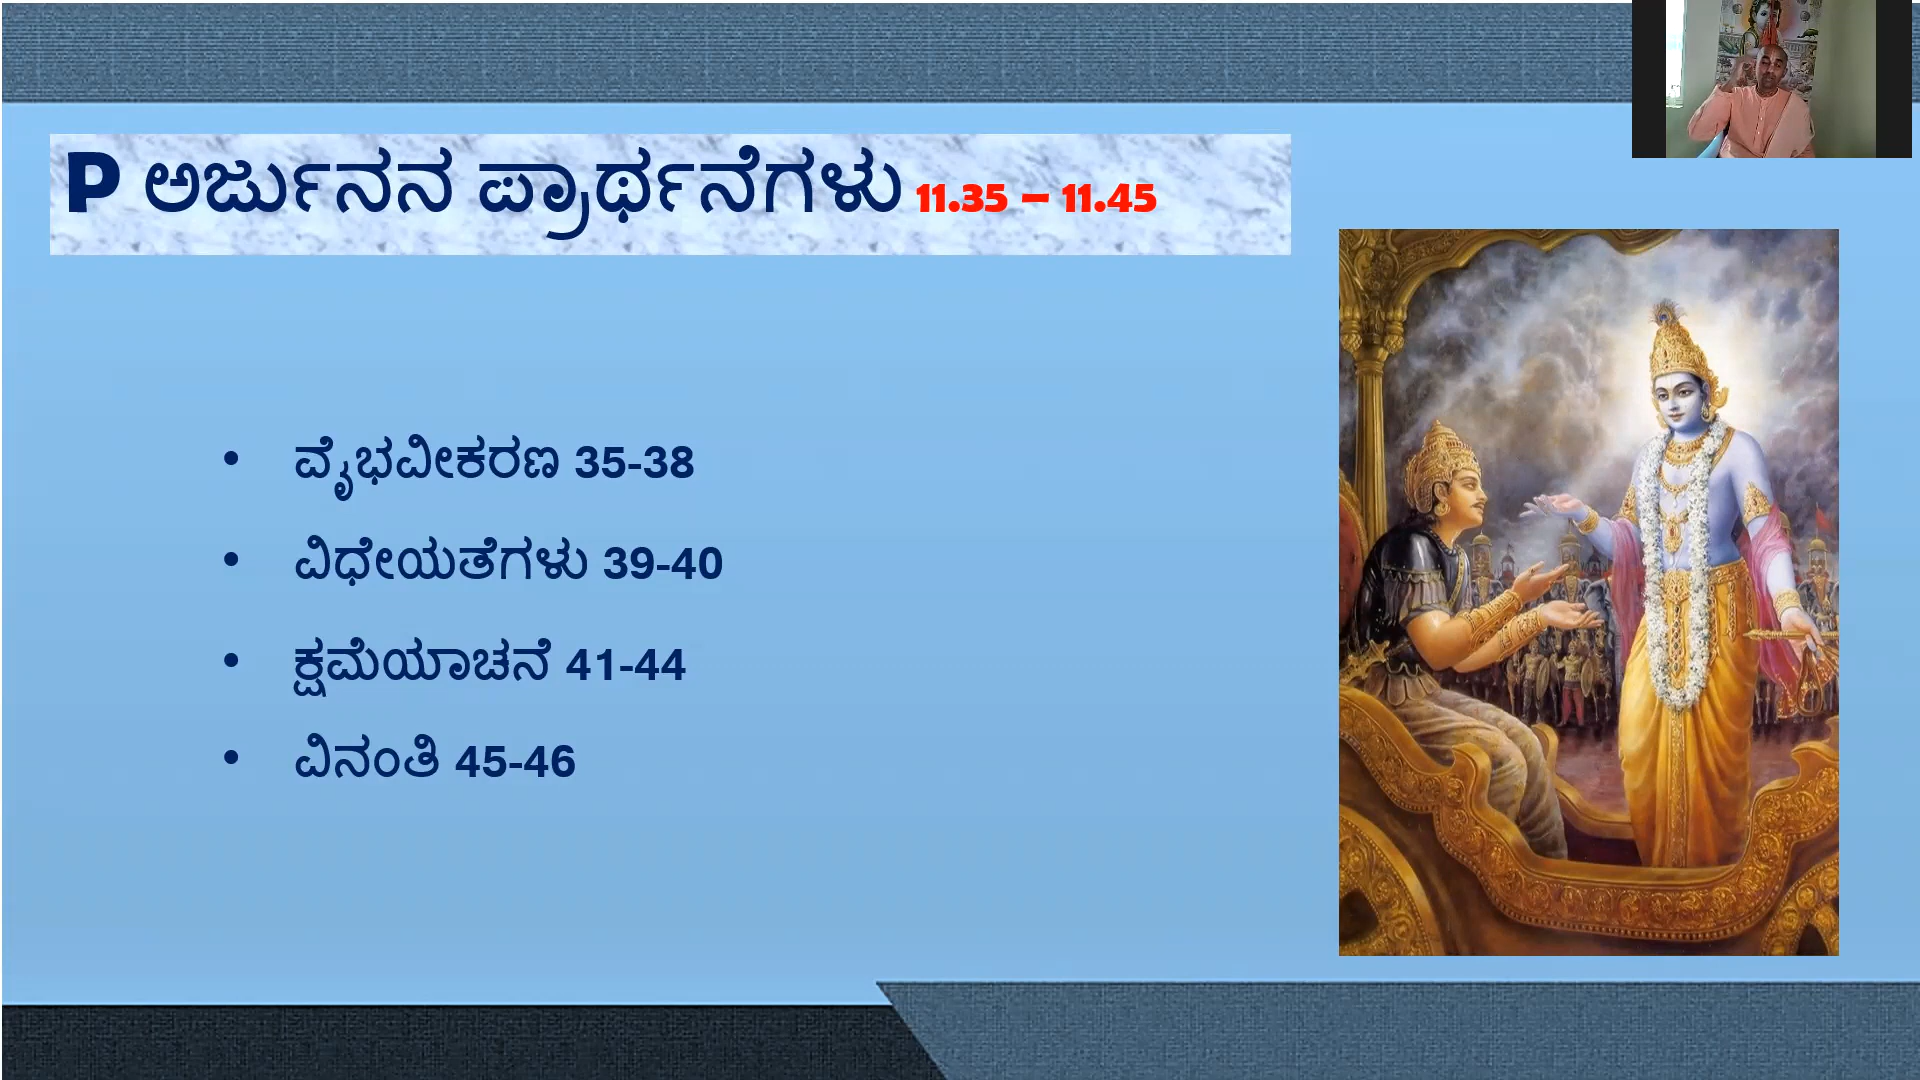 P ಅರ್ಜುನನ ಪ್ರಾರ್ಥನೆಗಳು 11.35 – 11.45
• ವೈಭವೀಕರಣ 35-38
• ವಿಧೇಯತೆಗಳು 39-40
• ಕ್ಷಮೆಯಾಚನೆ 41-44
• ವಿನಂತಿ 45-46